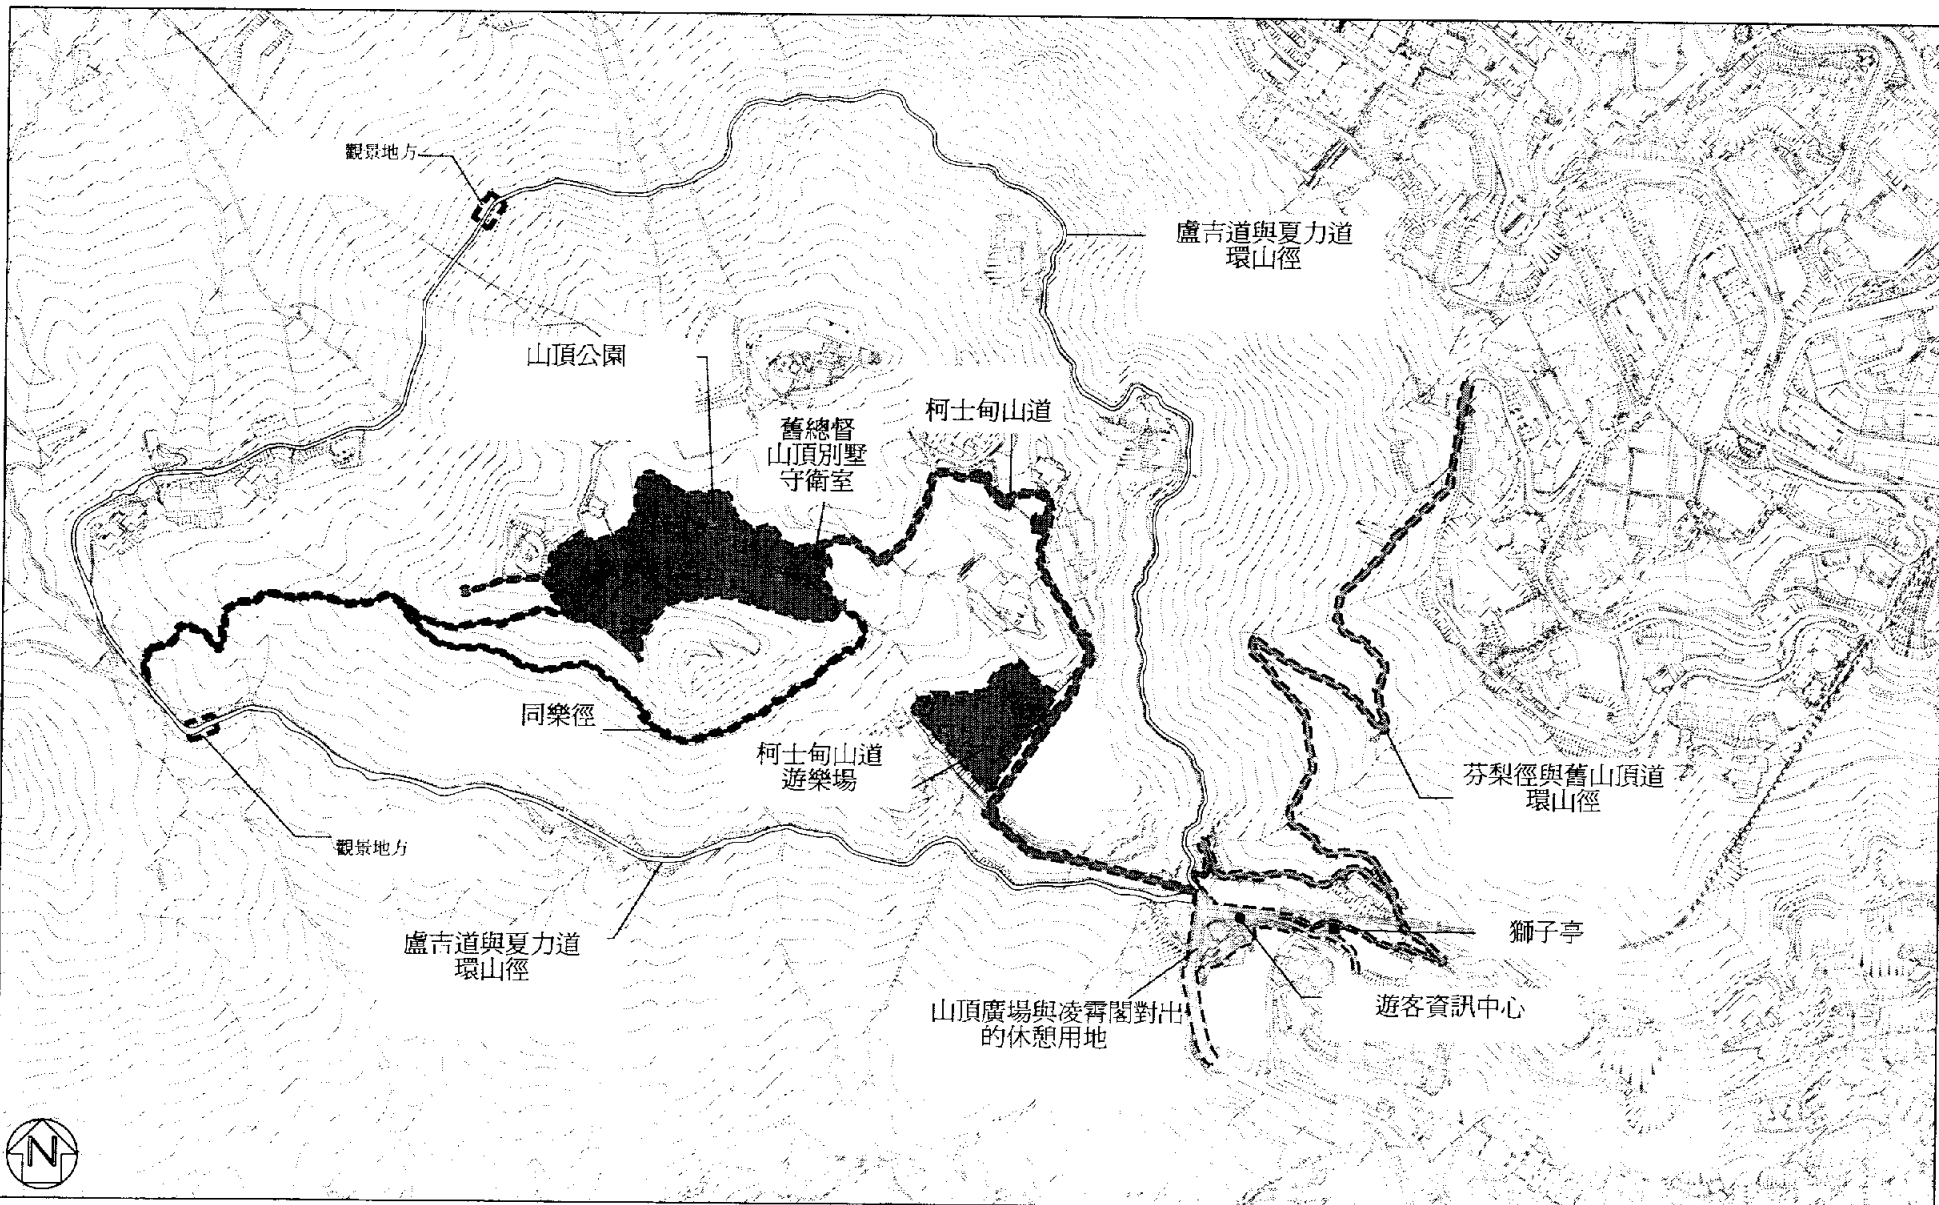 觀景地方
盧吉道與夏力道
環山徑
山頂公園
柯士甸山道
舊總督
山頂別墅
守衛室
同樂徑
柯士甸山道
遊樂場
芬梨徑與舊山頂道
環山徑
觀景地方
盧吉道與夏力道
環山徑
獅子亭
山頂廣場與凌霄閣對出
的休憩用地
遊客資訊中心
N